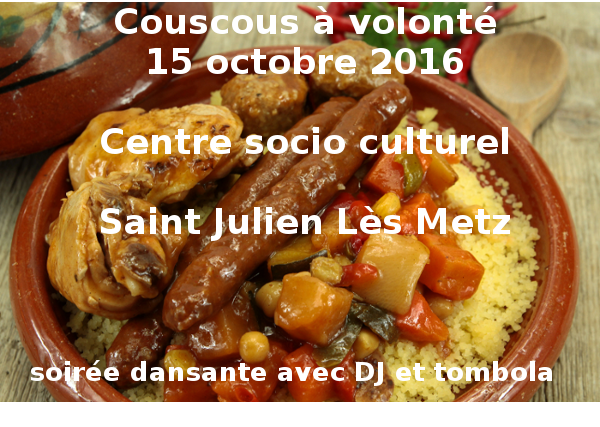 Couscous à volonté
15 octobre 2016
Centre socio culturel
Saint Julien Lès Metz
soirée dansante avec DJ et tombola